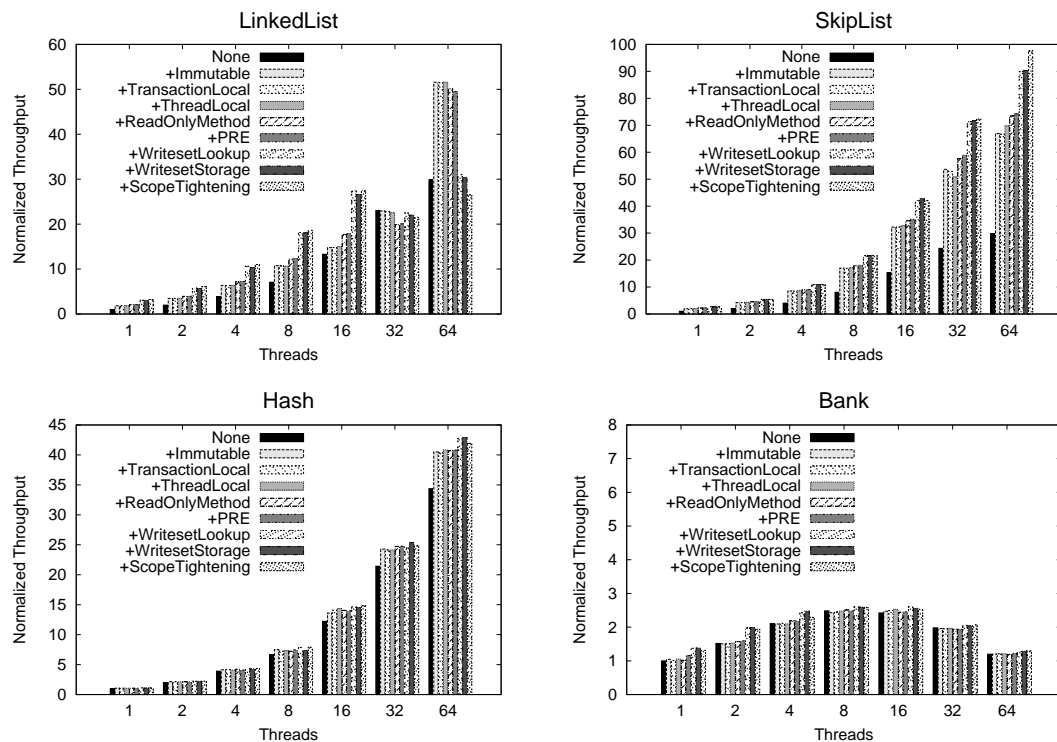 LinkedList
Normalized Throughput
60
50
40
30
20
10
0
None
+Immutable
+TransactionLocal
+ThreadLocal
+ReadOnlyMethod
+PRE
+WritesetLookup
+WritesetStorage
+ScopeTightening
1 2 4 8 16 32 64
Threads
SkipList
Normalized Throughput
100
90
80
70
60
50
40
30
20
10
0
None
+Immutable
+TransactionLocal
+ThreadLocal
+ReadOnlyMethod
+PRE
+WritesetLookup
+WritesetStorage
+ScopeTightening
1 2 4 8 16 32 64
Threads
Hash
Normalized Throughput
45
40
35
30
25
20
15
10
5
0
None
+Immutable
+TransactionLocal
+ThreadLocal
+ReadOnlyMethod
+PRE
+WritesetLookup
+WritesetStorage
+ScopeTightening
1 2 4 8 16 32 64
Threads
Bank
Normalized Throughput
8
7
6
5
4
3
2
1
0
None
+Immutable
+TransactionLocal
+ThreadLocal
+ReadOnlyMethod
+PRE
+WritesetLookup
+WritesetStorage
+ScopeTightening
1 2 4 8 16 32 64
Threads